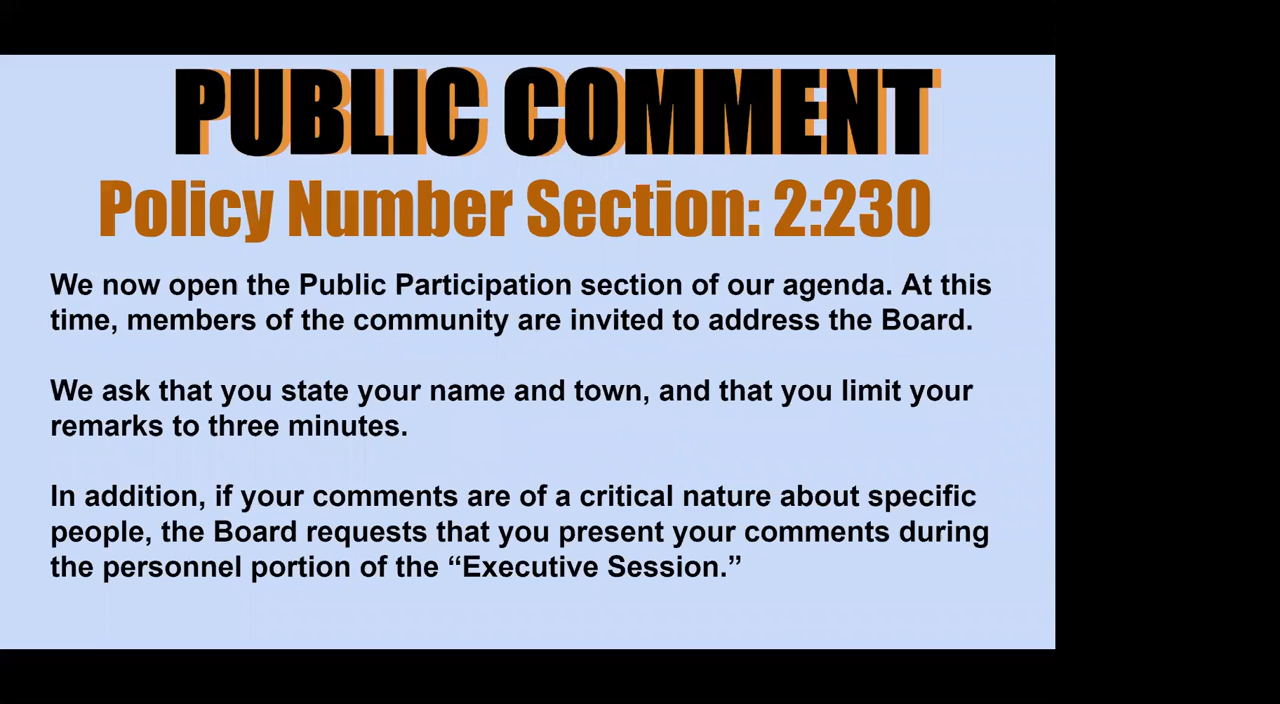 PUBLIC COMMENT
Policy Number Section: 2:230
We now open the Public Participation section of our agenda. At this
time, members of the community are invited to address the Board.
We ask that you state your name and town, and that you limit your
remarks to three minutes.
In addition, if your comments are of a critical nature about specific
people, the Board requests that you present your comments during
the personnel portion of the “Executive Session.”